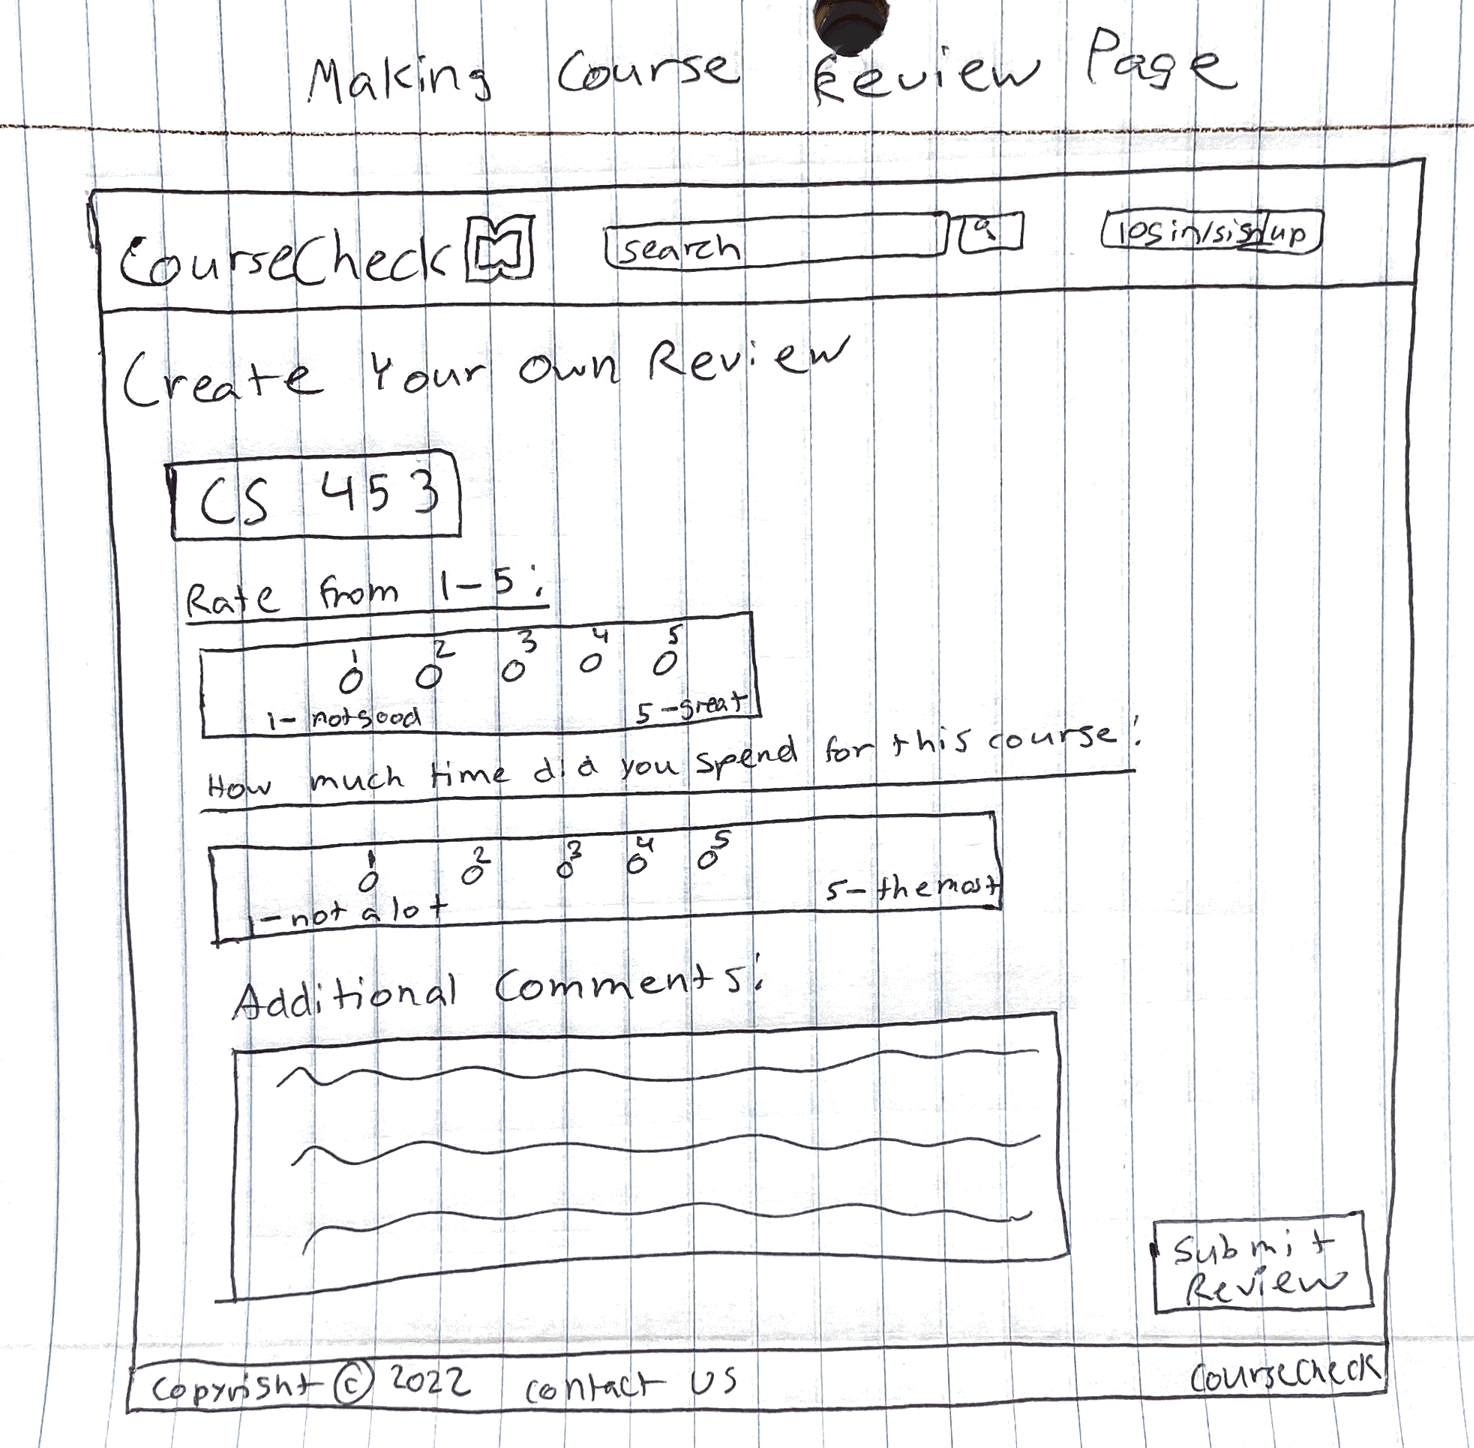 Making Course Review Page
CourseCheck
search
login/signup
Create Your Own Review
CS 453
Rate from 1-5:
1 2 3 4 5
1- not good 5-great
How much time did you spend for this course:
1 2 3 4 5
1-not a lot 5-the most
Additional Comments:
Submit
Review
Copyright © 2022 contact US CourseCheck